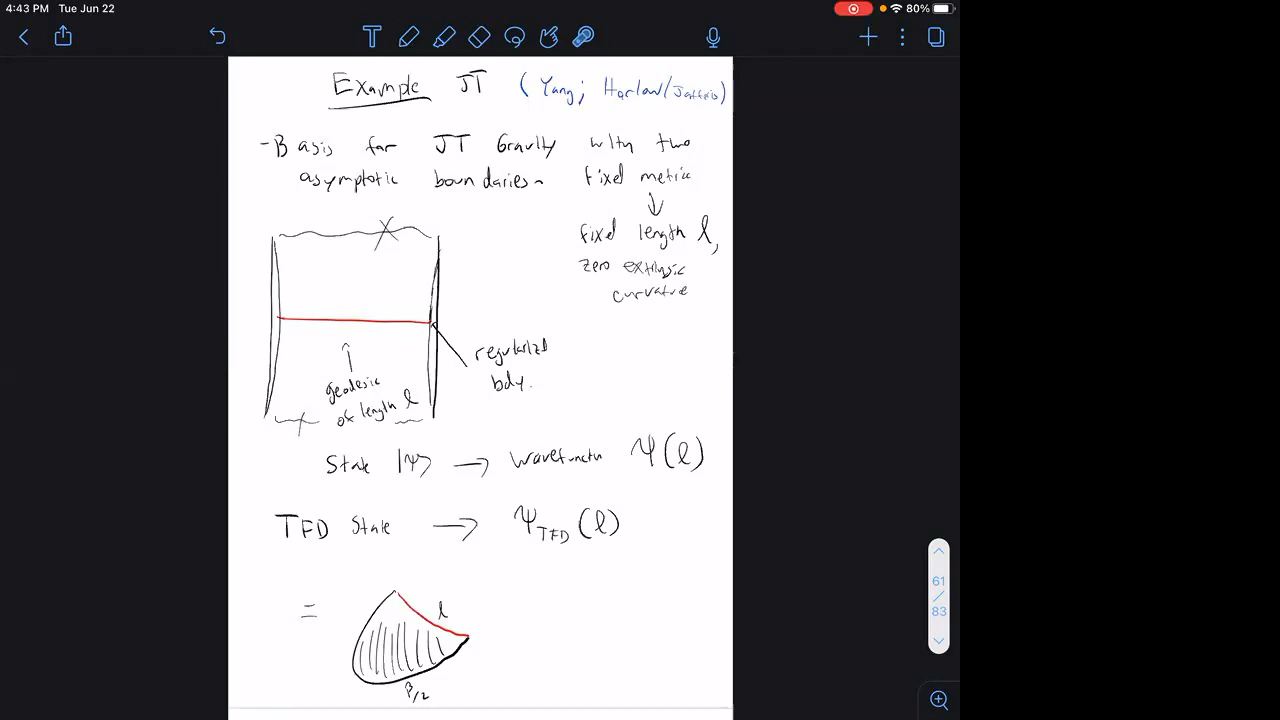 4:43 PM Tue Jun 22
80%
Example JT (Yang; Harlow/Jafferis)
- Basis for JT Gravity with two
asymptotic boundaries - fixed metric
↓
fixed length l,
zero extrinsic
curvature
regularized
bdy.
geodesic
of length l
State |Ψ⟩ → wavefunctn Ψ(l)
TFD State → Ψ_TFD(l)
=
l
β/2
61
/
83